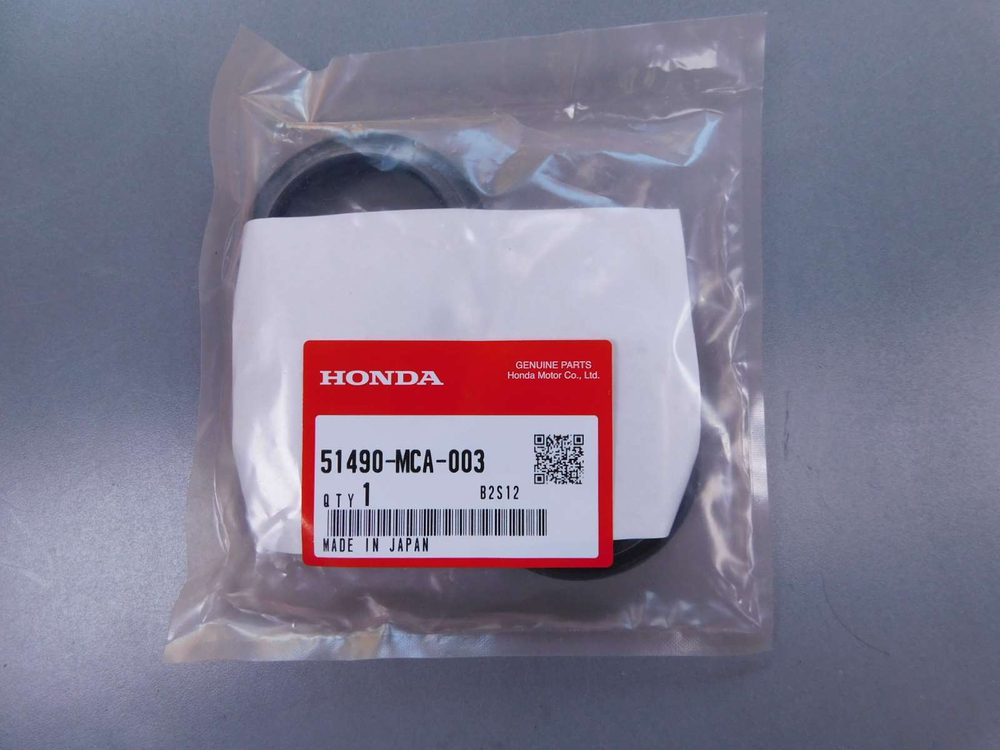 HONDA
GENUINE PARTS
Honda Motor Co., Ltd.
51490-MCA-003
QTY 1
B2S12
MADE IN JAPAN